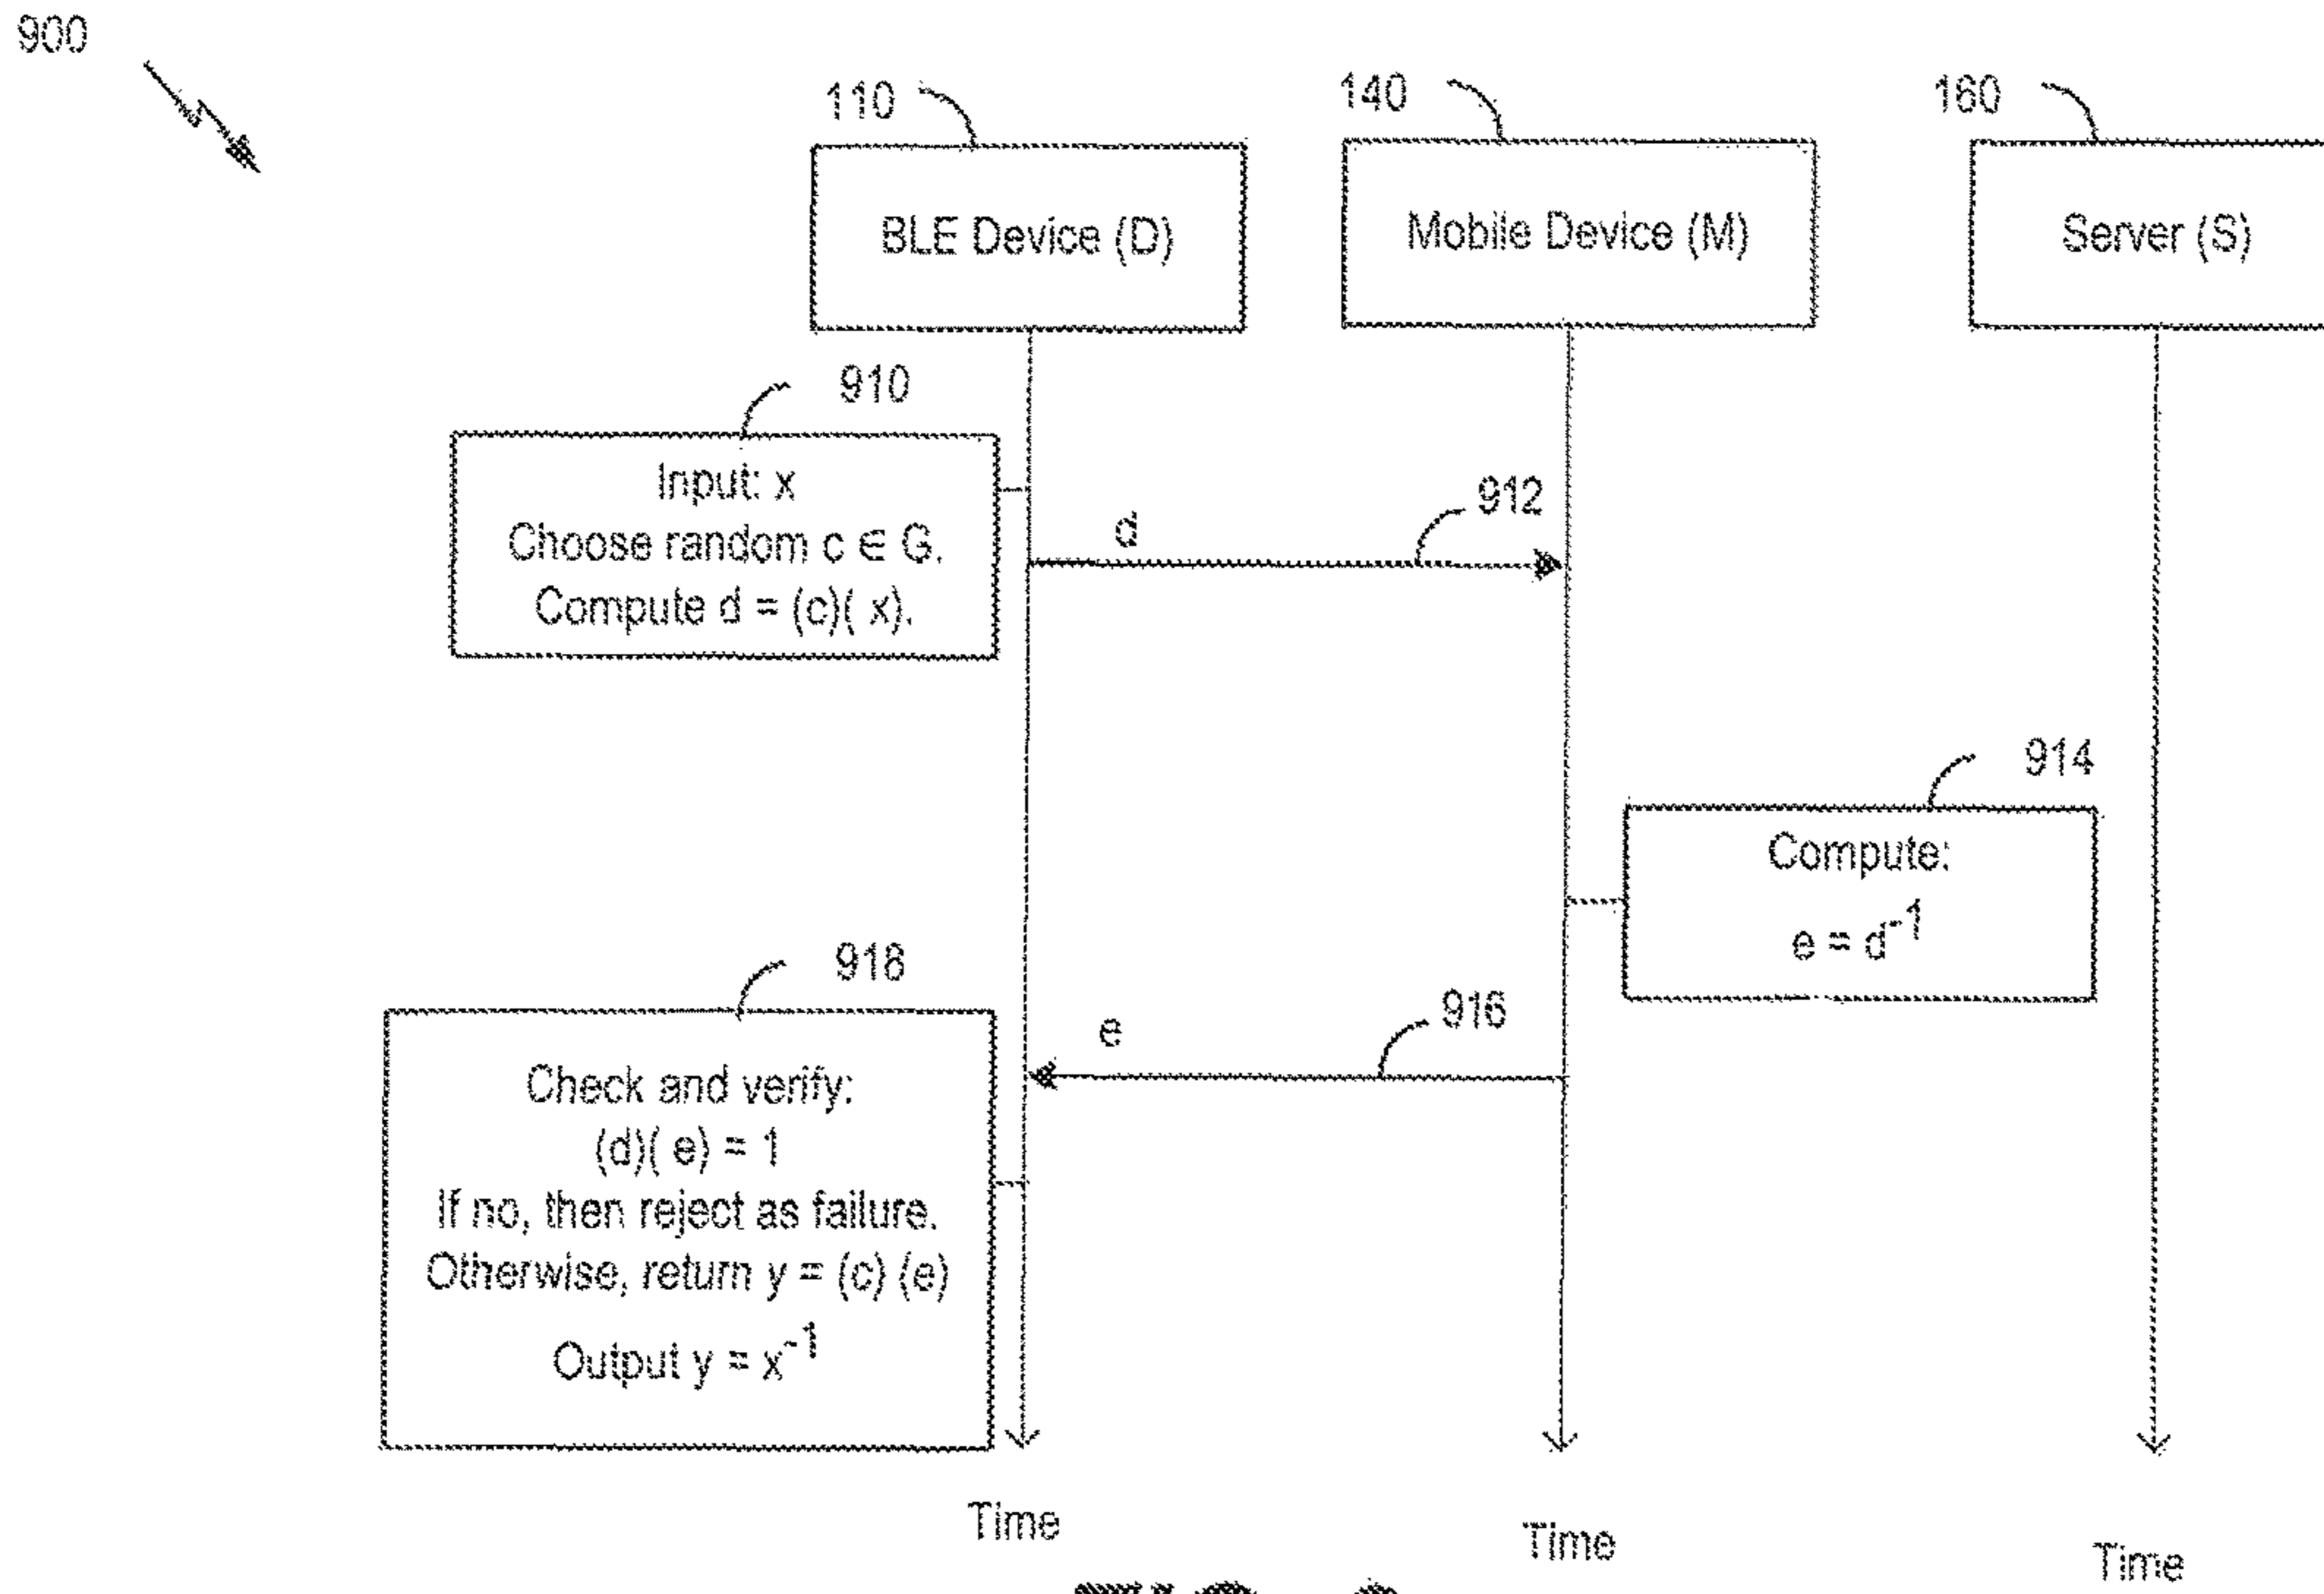 900
110
140
160
BLE Device (D)
Mobile Device (M)
Server (S)
910
Input: x
Choose random c ∈ G.
Compute d = (c)( x).
d
912
914
Compute:
e = d⁻¹
918
e
916
Check and verify:
(d)( e) = 1
If no, then reject as failure.
Otherwise, return y = (c) (e)
Output y = x⁻¹
Time
Time
Time